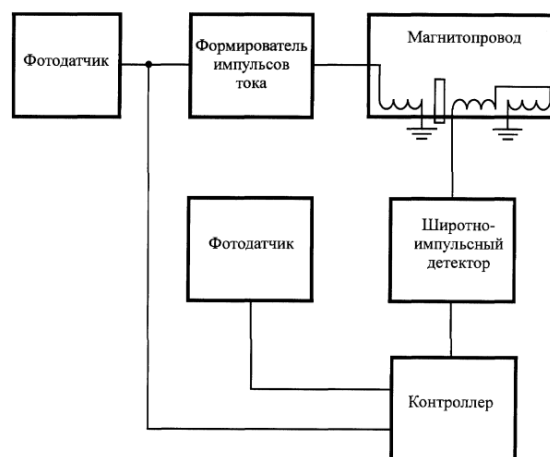 Фотодатчик
Формирователь
импульсов
тока
Магнитопровод
Фотодатчик
Широтно-
импульсный
детектор
Контроллер